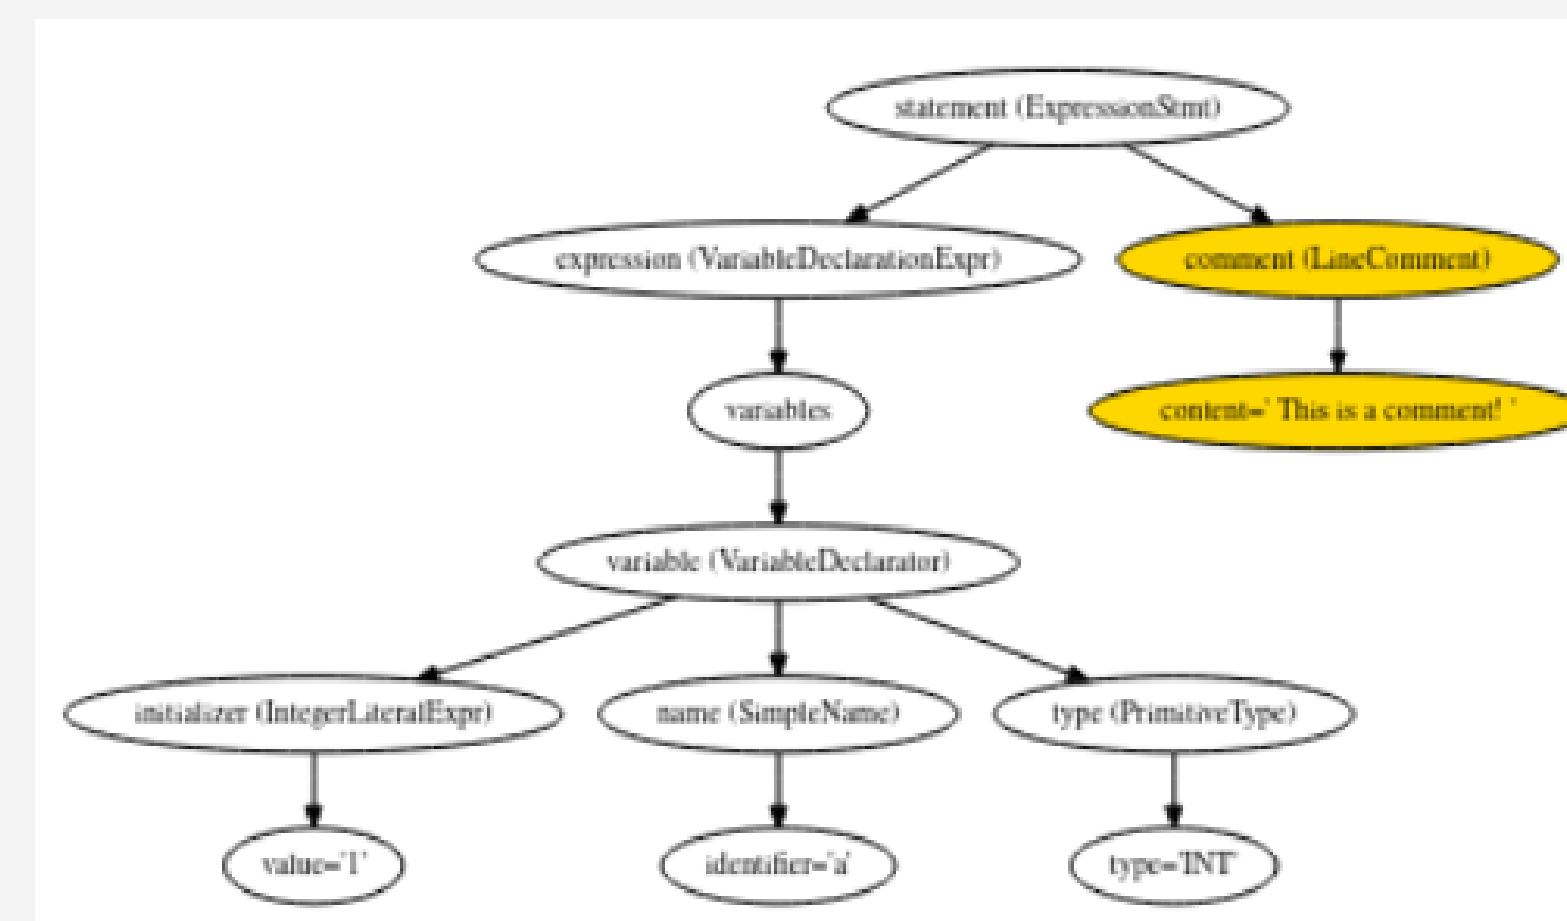 statement (ExpressionStmt)
expression (VariableDeclarationExpr)
comment (LineComment)
variables
content=' This is a comment! '
variable (VariableDeclarator)
initializer (IntegerLiteralExpr)
name (SimpleName)
type (PrimitiveType)
value='1'
identifier='a'
type='INT'